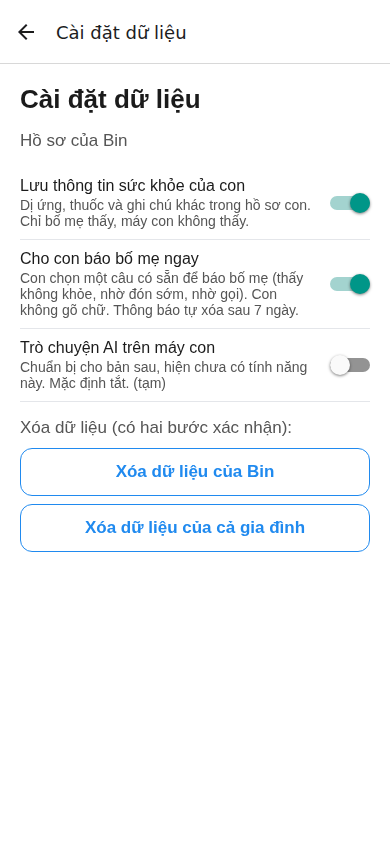 Cài đặt dữ liệu
Cài đặt dữ liệu
Hồ sơ của Bin
Lưu thông tin sức khỏe của con
Dị ứng, thuốc và ghi chú khác trong hồ sơ con.
Chỉ bố mẹ thấy, máy con không thấy.
Cho con báo bố mẹ ngay
Con chọn một câu có sẵn để báo bố mẹ (thấy
không khỏe, nhờ đón sớm, nhờ gọi). Con
không gõ chữ. Thông báo tự xóa sau 7 ngày.
Trò chuyện AI trên máy con
Chuẩn bị cho bản sau, hiện chưa có tính năng
này. Mặc định tắt. (tạm)
Xóa dữ liệu (có hai bước xác nhận):
Xóa dữ liệu của Bin
Xóa dữ liệu của cả gia đình